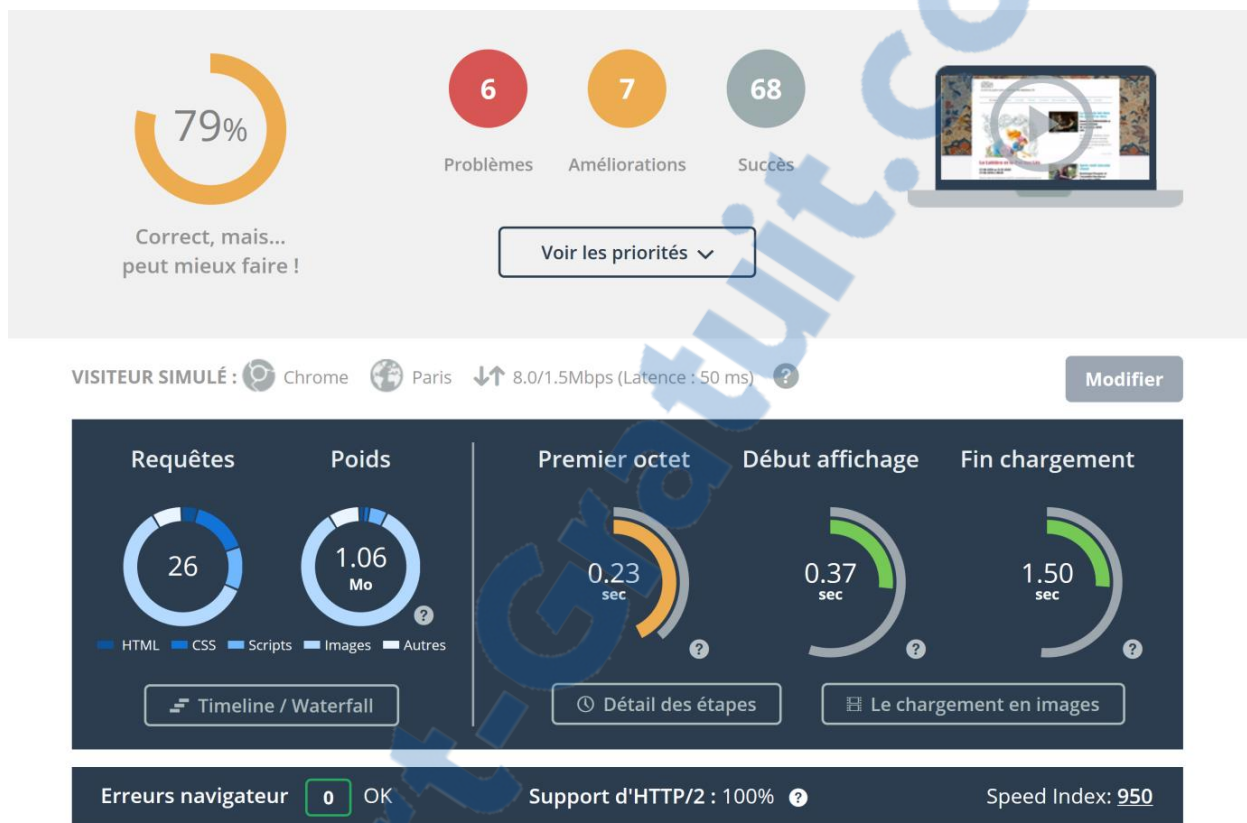 79%
Correct, mais...
peut mieux faire !
6
Problèmes
7
Améliorations
68
Succès
Voir les priorités
VISITEUR SIMULÉ : Chrome Paris 8.0/1.5Mbps (Latence : 50 ms) ?
Modifier
Requêtes
26
Poids
1.06
Mo
?
HTML CSS Scripts Images Autres
Timeline / Waterfall
Premier octet
0.23
sec
?
Début affichage
0.37
sec
?
Fin chargement
1.50
sec
?
Détail des étapes
Le chargement en images
Erreurs navigateur 0 OK
Support d'HTTP/2 : 100% ?
Speed Index: 950